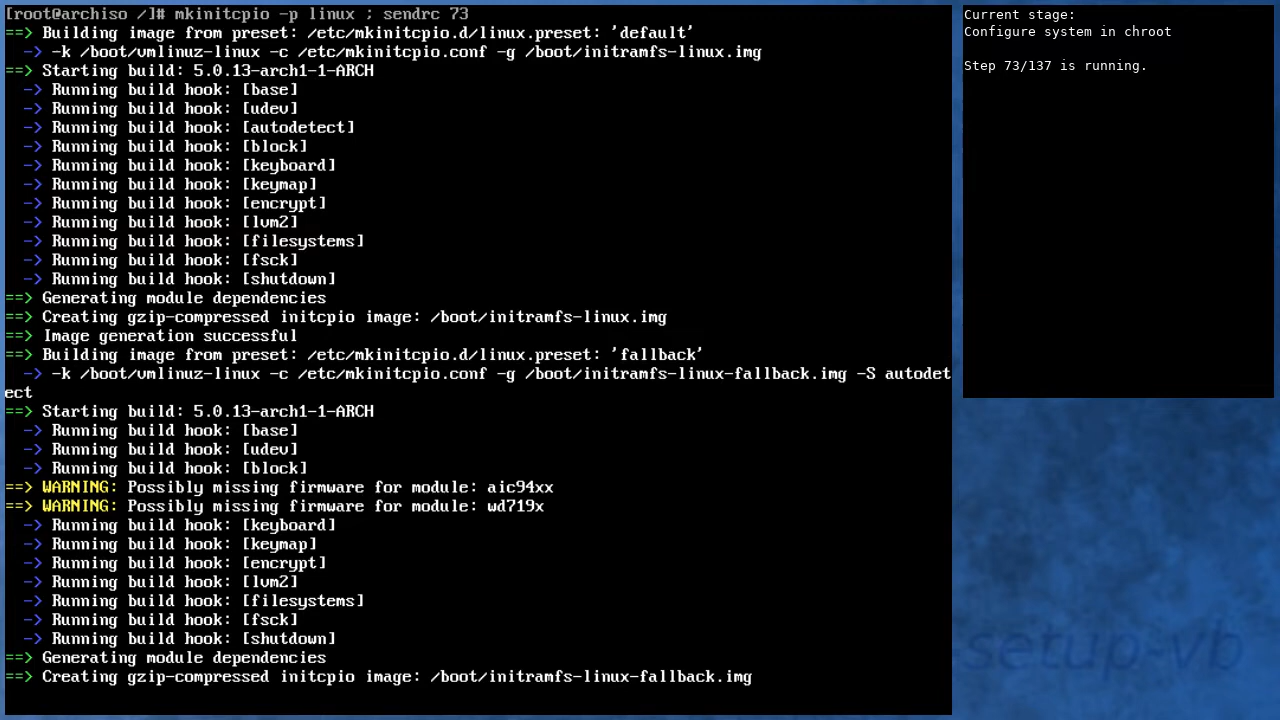 [root@archiso /]# mkinitcpio -p linux ; sendrc 73
==> Building image from preset: /etc/mkinitcpio.d/linux.preset: 'default'
  -> -k /boot/vmlinuz-linux -c /etc/mkinitcpio.conf -g /boot/initramfs-linux.img
==> Starting build: 5.0.13-arch1-1-ARCH
  -> Running build hook: [base]
  -> Running build hook: [udev]
  -> Running build hook: [autodetect]
  -> Running build hook: [block]
  -> Running build hook: [keyboard]
  -> Running build hook: [keymap]
  -> Running build hook: [encrypt]
  -> Running build hook: [lvm2]
  -> Running build hook: [filesystems]
  -> Running build hook: [fsck]
  -> Running build hook: [shutdown]
==> Generating module dependencies
==> Creating gzip-compressed initcpio image: /boot/initramfs-linux.img
==> Image generation successful
==> Building image from preset: /etc/mkinitcpio.d/linux.preset: 'fallback'
  -> -k /boot/vmlinuz-linux -c /etc/mkinitcpio.conf -g /boot/initramfs-linux-fallback.img -S autodet
ect
==> Starting build: 5.0.13-arch1-1-ARCH
  -> Running build hook: [base]
  -> Running build hook: [udev]
  -> Running build hook: [block]
==> WARNING: Possibly missing firmware for module: aic94xx
==> WARNING: Possibly missing firmware for module: wd719x
  -> Running build hook: [keyboard]
  -> Running build hook: [keymap]
  -> Running build hook: [encrypt]
  -> Running build hook: [lvm2]
  -> Running build hook: [filesystems]
  -> Running build hook: [fsck]
  -> Running build hook: [shutdown]
==> Generating module dependencies
==> Creating gzip-compressed initcpio image: /boot/initramfs-linux-fallback.img
Current stage:
Configure system in chroot
Step 73/137 is running.
setup-vb